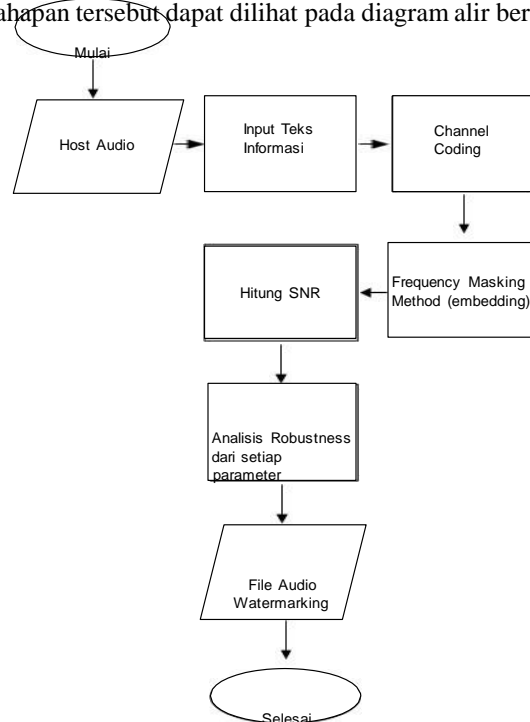 ahapan tersebut dapat dilihat pada diagram alir ber
Mulai
Host Audio
Input Teks
Informasi
Channel
Coding
Frequency Masking
Method (embedding)
Hitung SNR
Analisis Robustness
dari setiap
parameter
File Audio
Watermarking
Selesai